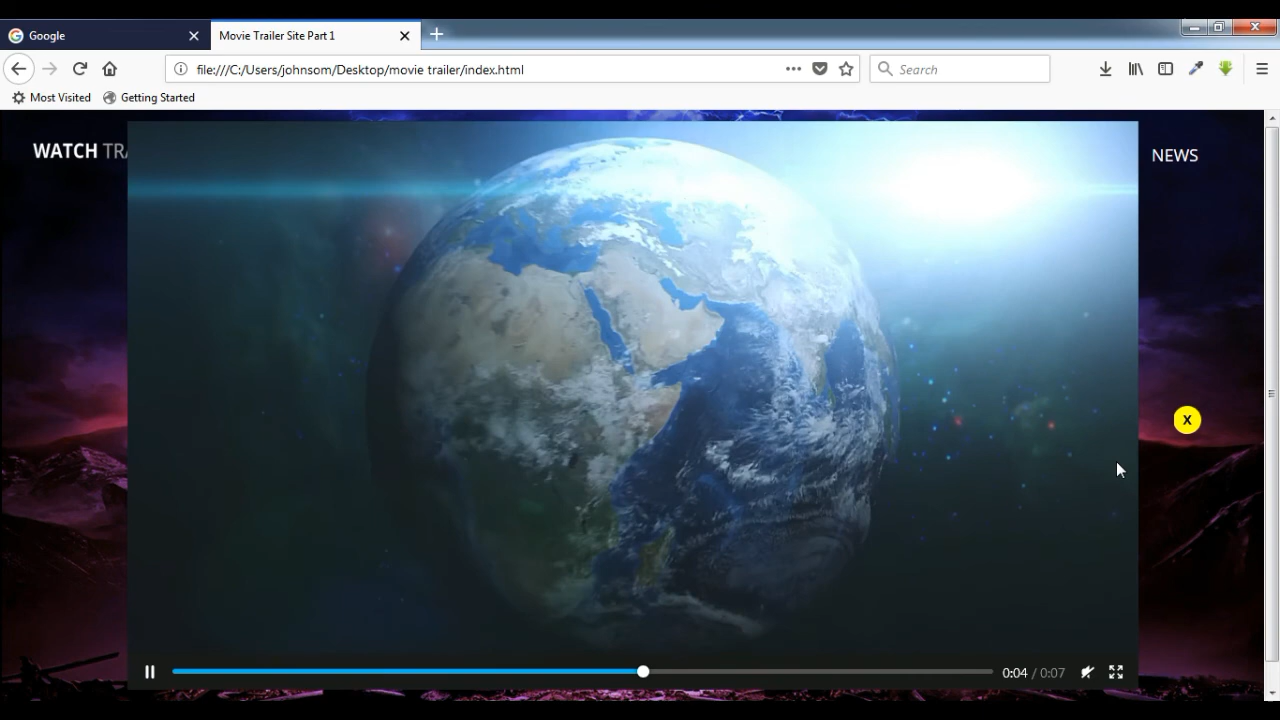 Google
Movie Trailer Site Part 1
file:///C:/Users/johnsom/Desktop/movie trailer/index.html
Search
Most Visited
Getting Started
WATCH TRA
NEWS
X
0:04 / 0:07